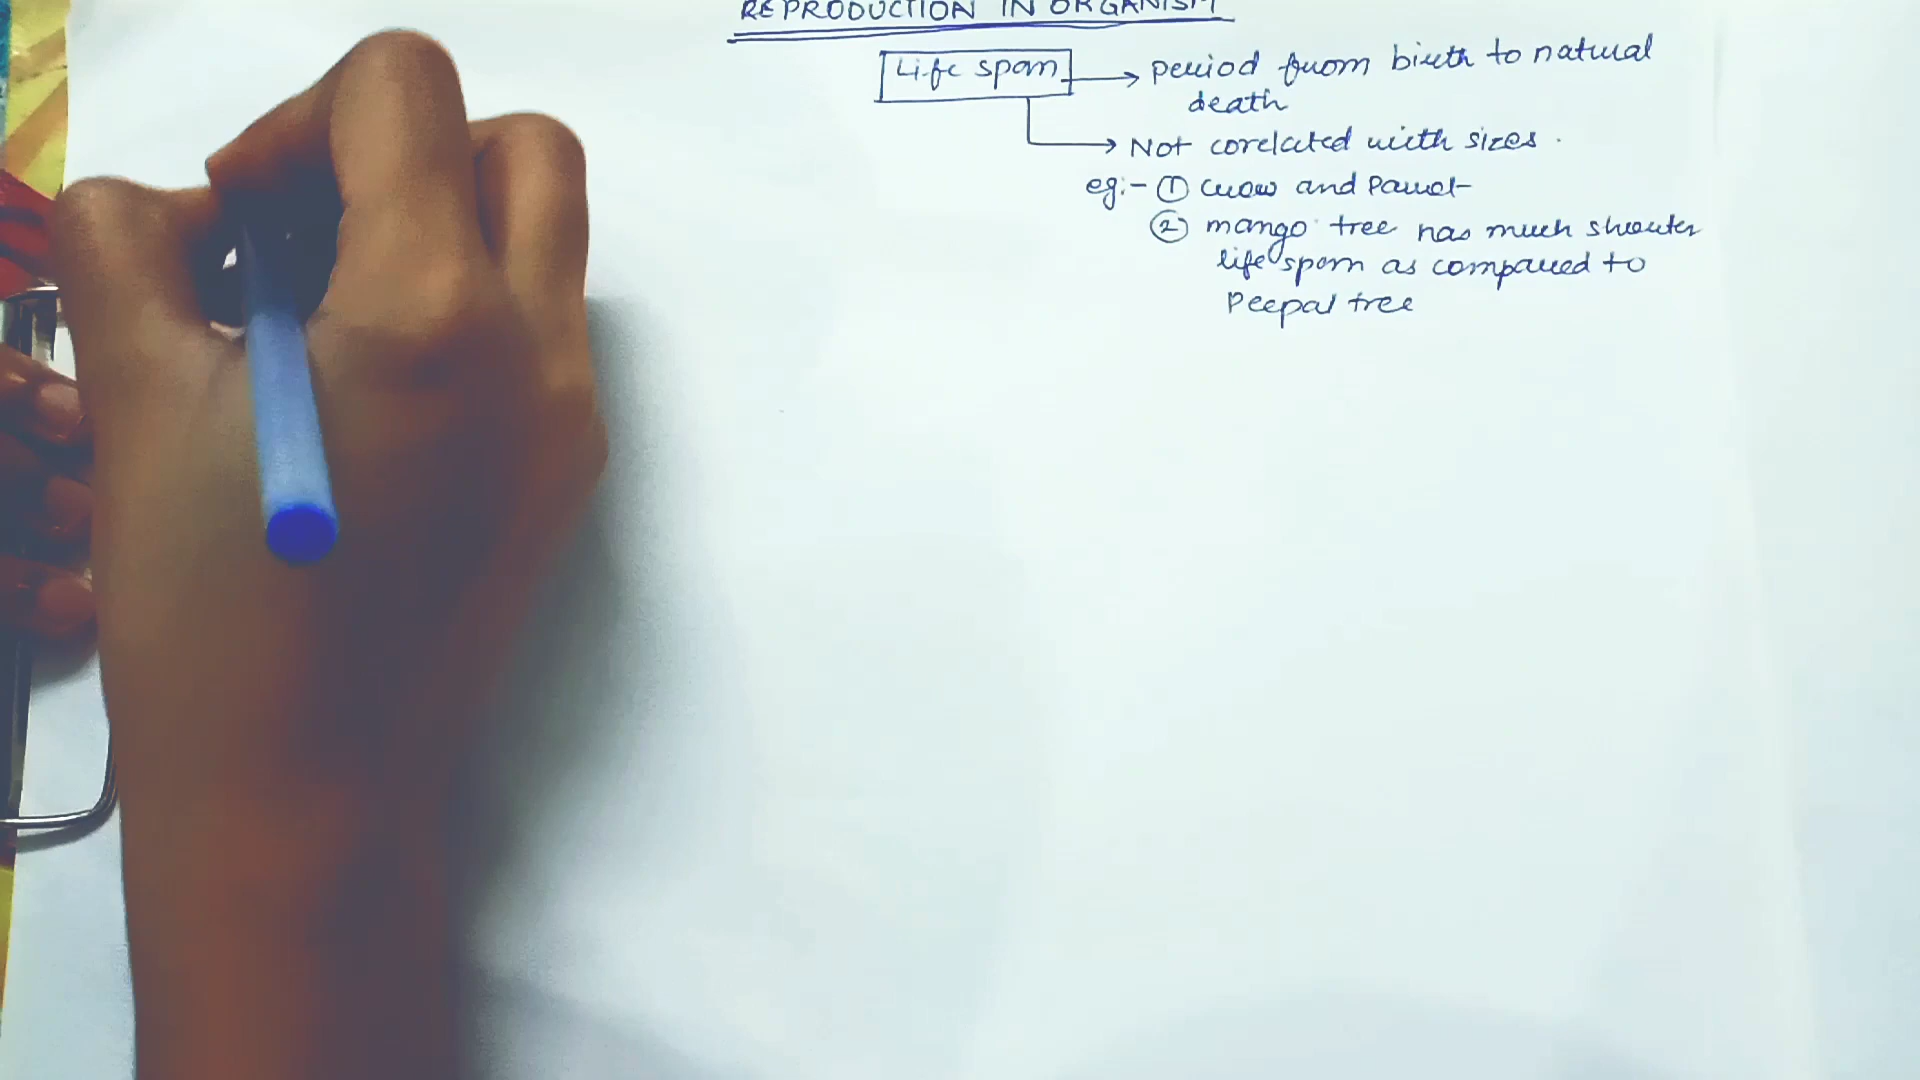 REPRODUCTION IN ORGANISM
Life span → Period from birth to natural
death
→ Not corelated with sizes.
eg:- ① Crow and Parrot
② mango tree has much shorter
life span as compared to
Peepal tree